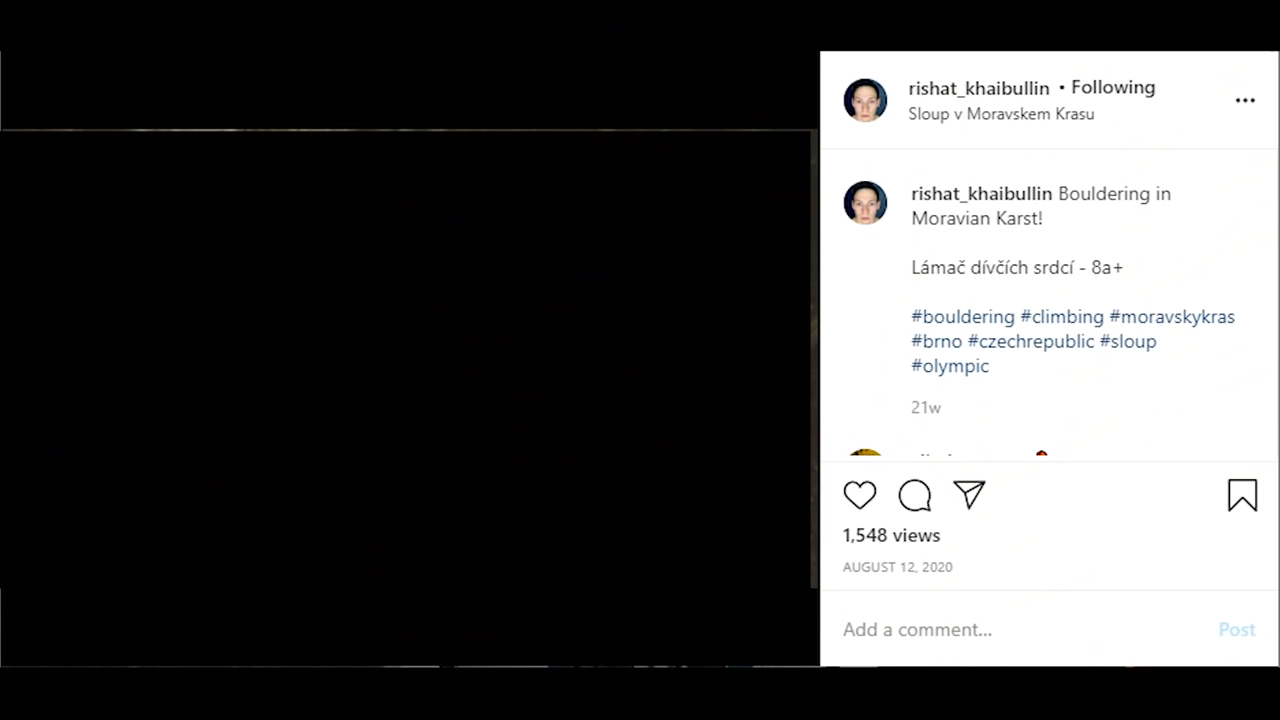 rishat_khaibullin • Following
Sloup v Moravskem Krasu
rishat_khaibullin Bouldering in
Moravian Karst!
Lámač dívčích srdcí - 8a+
#bouldering #climbing #moravskykras
#brno #czechrepublic #sloup
#olympic
21w
1,548 views
AUGUST 12, 2020
Add a comment...
Post